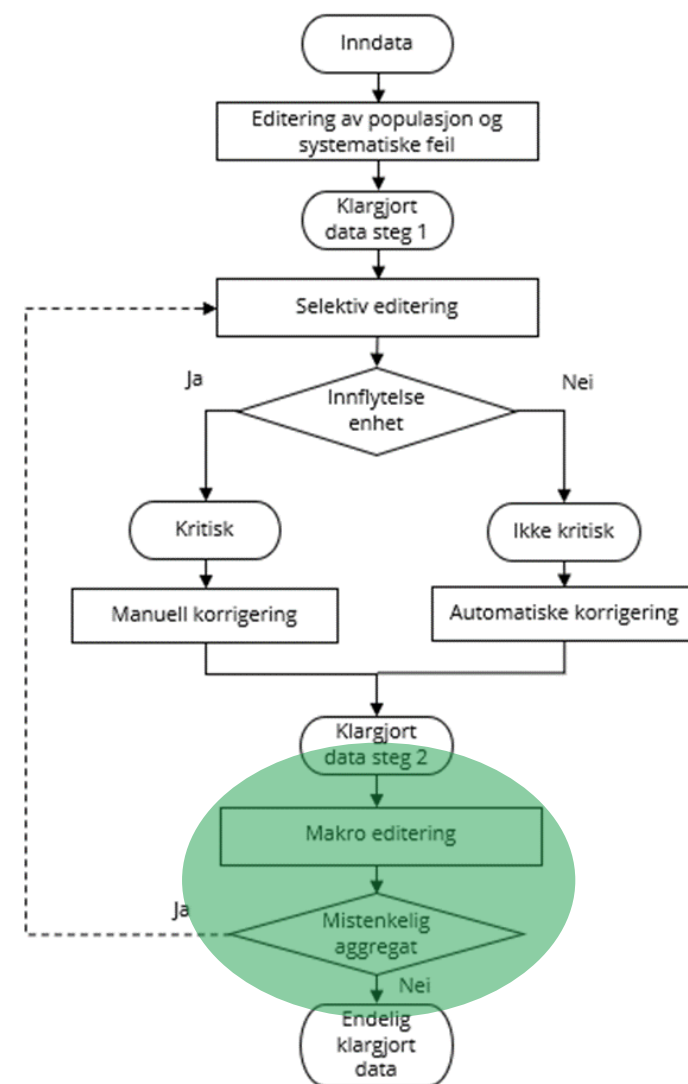 Inndata
Editering av populasjon og
systematiske feil
Klargjort
data steg 1
Selektiv editering
Ja
Nei
Innflytelse
enhet
Kritisk
Ikke kritisk
Manuell korrigering
Automatiske korrigering
Klargjort
data steg 2
Makro editering
Ja
Mistenkelig
aggregat
Nei
Endelig
klargjort
data